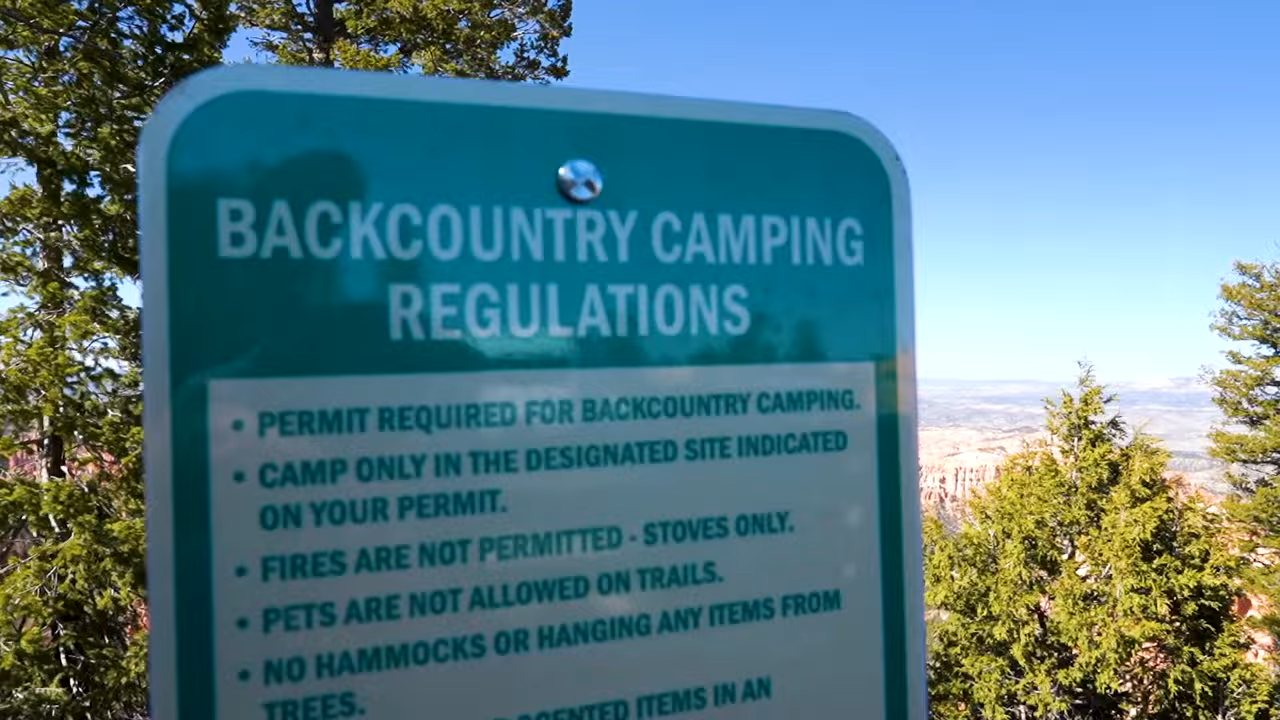 BACKCOUNTRY CAMPING
REGULATIONS
• PERMIT REQUIRED FOR BACKCOUNTRY CAMPING.
• CAMP ONLY IN THE DESIGNATED SITE INDICATED
ON YOUR PERMIT.
• FIRES ARE NOT PERMITTED - STOVES ONLY.
• PETS ARE NOT ALLOWED ON TRAILS.
• NO HAMMOCKS OR HANGING ANY ITEMS FROM
TREES.
ITEMS IN AN